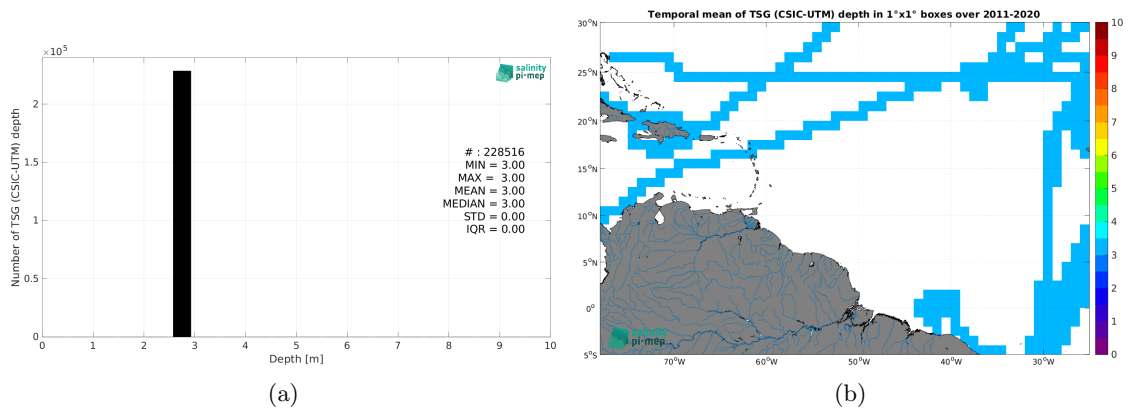 ×10⁵
2
1.5
1
0.5
0
Number of TSG (CSIC-UTM) depth
0 1 2 3 4 5 6 7 8 9 10
Depth [m]
salinity
pi-mep
# : 228516
MIN = 3.00
MAX = 3.00
MEAN = 3.00
MEDIAN = 3.00
STD = 0.00
IQR = 0.00
(a)
Temporal mean of TSG (CSIC-UTM) depth in 1°x1° boxes over 2011-2020
30°N
25°N
20°N
15°N
10°N
5°N
0°
5°S
70°W 60°W 50°W 40°W 30°W
salinity
pi-mep
10
9
8
7
6
5
4
3
2
1
0
(b)